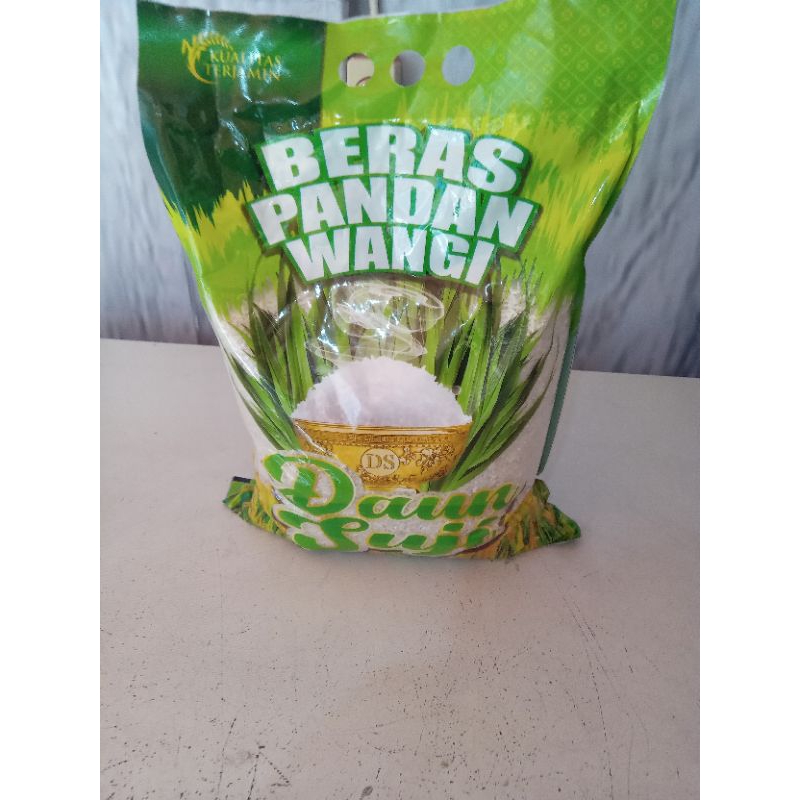 KUALITAS
TERJAMIN
BERAS
PANDAN
WANGI
DS
Daun
Suji